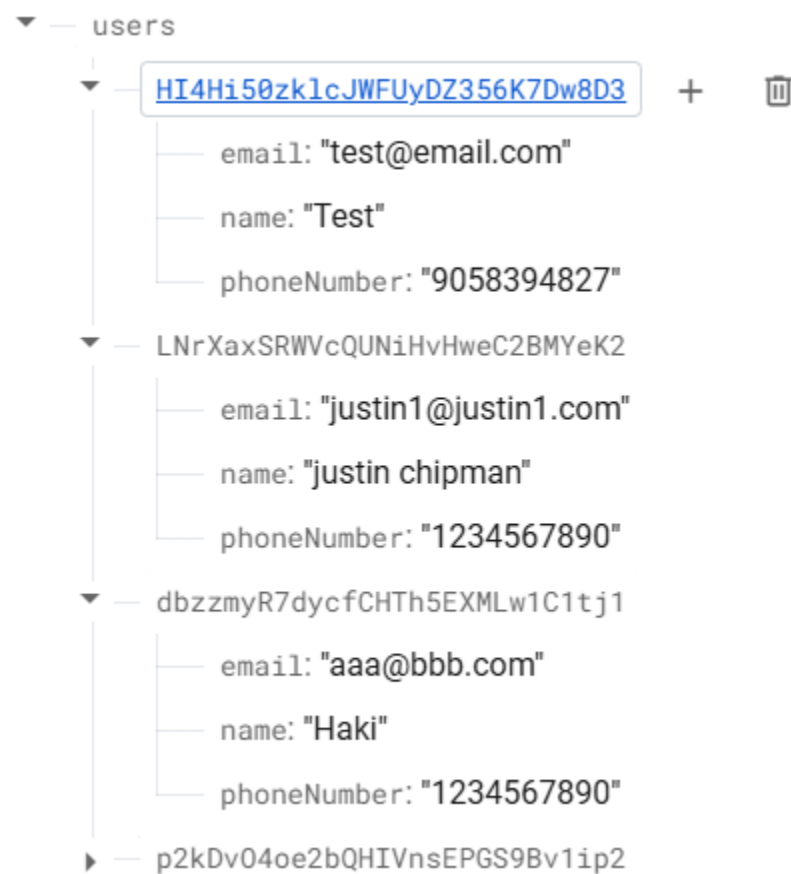 users
HI4Hi50zklcJWFUyDZ356K7Dw8D3
email: "test@email.com"
name: "Test"
phoneNumber: "9058394827"
LNrXaxSRWVcQUNiHvHweC2BMYeK2
email: "justin1@justin1.com"
name: "justin chipman"
phoneNumber: "1234567890"
dbzzmyR7dycfCHTh5EXMLw1C1tj1
email: "aaa@bbb.com"
name: "Haki"
phoneNumber: "1234567890"
p2kDvO4oe2bQHIVnsEPGS9Bv1ip2